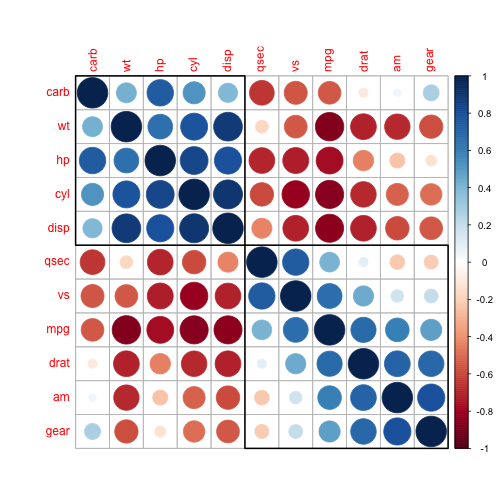 carb wt hp cyl disp qsec vs mpg drat am gear
carb
wt
hp
cyl
disp
qsec
vs
mpg
drat
am
gear
1
0.8
0.6
0.4
0.2
0
-0.2
-0.4
-0.6
-0.8
-1